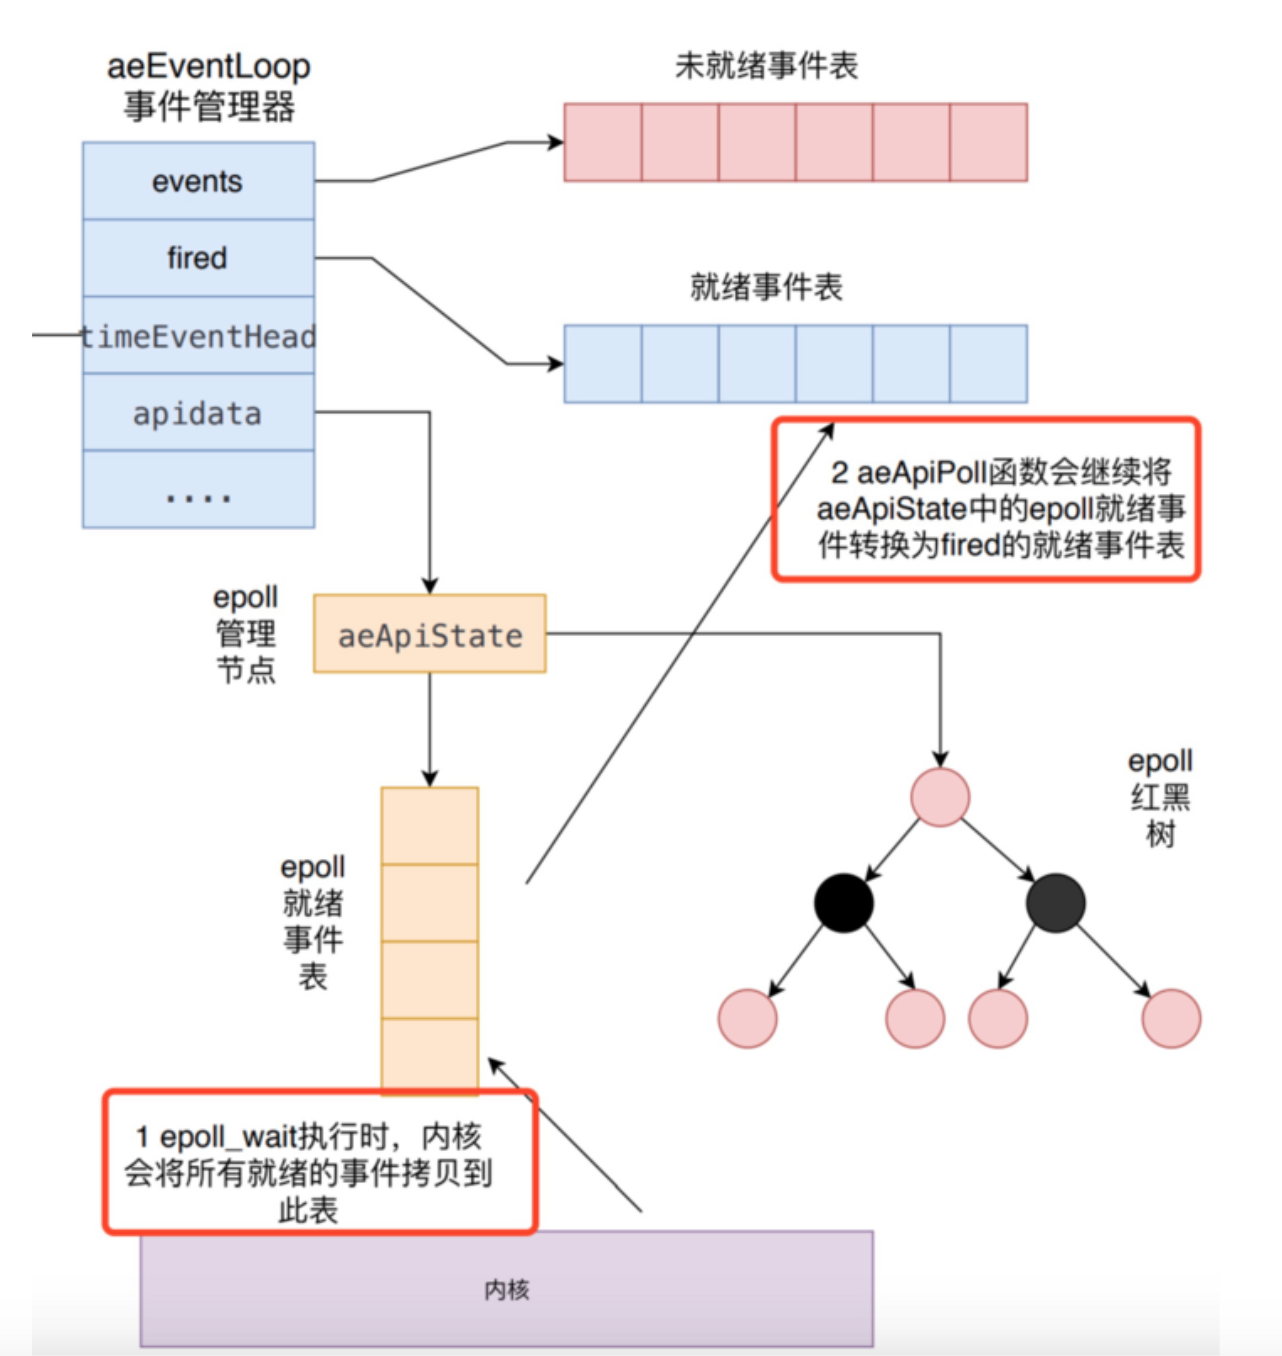 aeEventLoop
事件管理器
events
fired
timeEventHead
apidata
....
未就绪事件表
就绪事件表
2 aeApiPoll函数会继续将
aeApiState中的epoll就绪事
件转换为fired的就绪事件表
epoll
管理
节点
aeApiState
epoll
红黑
树
epoll
就绪
事件
表
1 epoll_wait执行时，内核
会将所有就绪的事件拷贝到
此表
内核